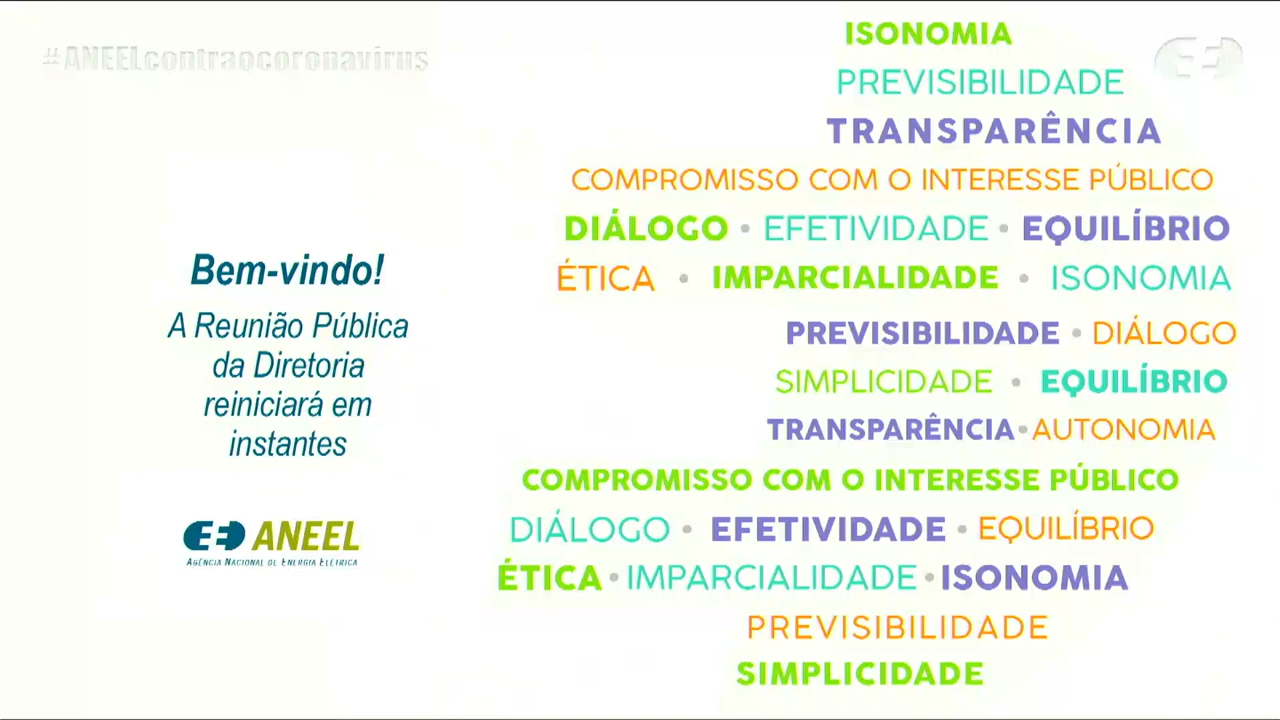 #ANEELcontraocoronavírus
ISONOMIA
PREVISIBILIDADE
TRANSPARÊNCIA
COMPROMISSO COM O INTERESSE PÚBLICO
DIÁLOGO • EFETIVIDADE • EQUILÍBRIO
ÉTICA • IMPARCIALIDADE • ISONOMIA
PREVISIBILIDADE • DIÁLOGO
SIMPLICIDADE • EQUILÍBRIO
TRANSPARÊNCIA • AUTONOMIA
COMPROMISSO COM O INTERESSE PÚBLICO
DIÁLOGO • EFETIVIDADE • EQUILÍBRIO
ÉTICA • IMPARCIALIDADE • ISONOMIA
PREVISIBILIDADE
SIMPLICIDADE
Bem-vindo!
A Reunião Pública
da Diretoria
reiniciará em
instantes
ANEEL
AGÊNCIA NACIONAL DE ENERGIA ELÉTRICA